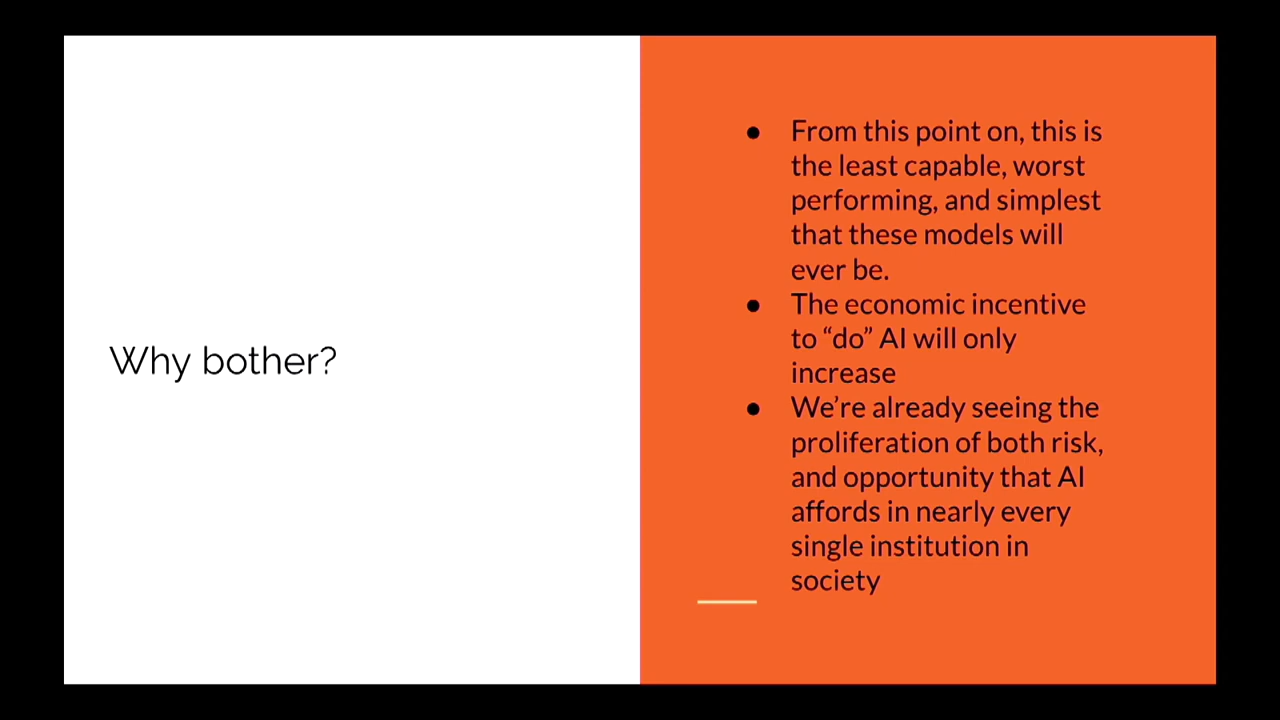 Why bother?
● From this point on, this is
the least capable, worst
performing, and simplest
that these models will
ever be.
● The economic incentive
to “do” AI will only
increase
● We’re already seeing the
proliferation of both risk,
and opportunity that AI
affords in nearly every
single institution in
society